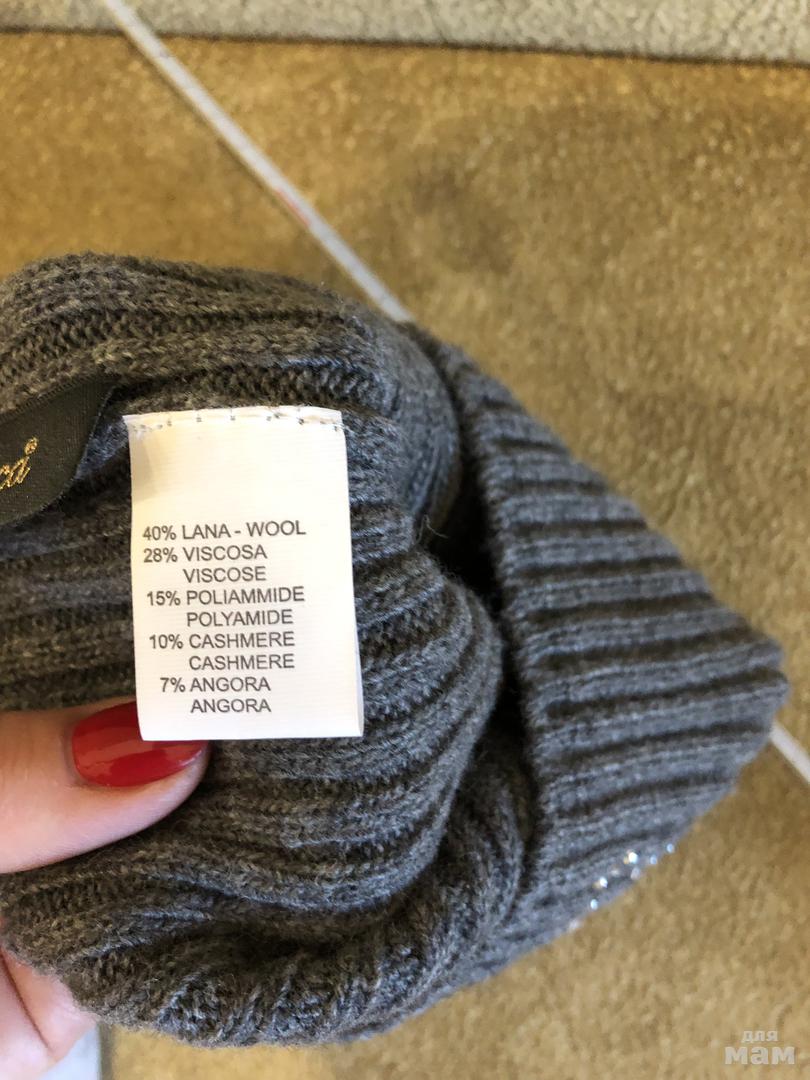 40% LANA - WOOL
28% VISCOSA
VISCOSE
15% POLIAMMIDE
POLYAMIDE
10% CASHMERE
CASHMERE
7% ANGORA
ANGORA
для
мам